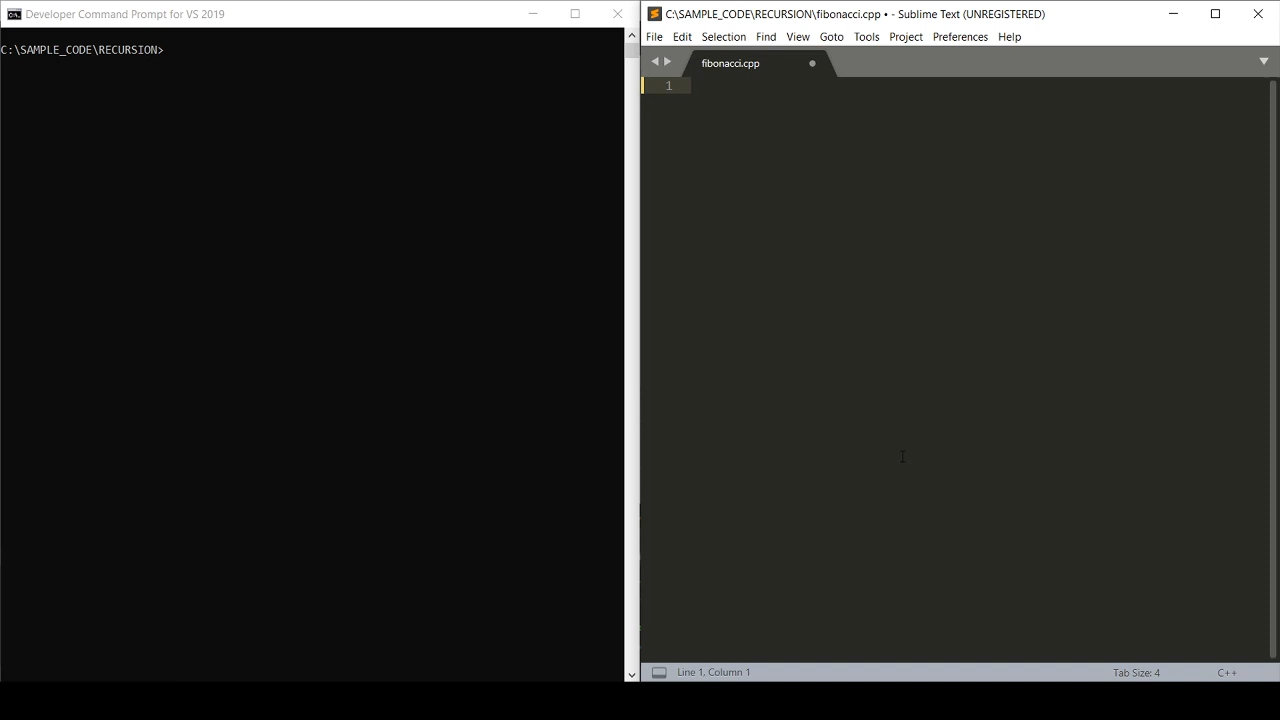 Developer Command Prompt for VS 2019
C:\SAMPLE_CODE\RECURSION>
C:\SAMPLE_CODE\RECURSION\fibonacci.cpp • - Sublime Text (UNREGISTERED)
File Edit Selection Find View Goto Tools Project Preferences Help
fibonacci.cpp
1
Line 1, Column 1
Tab Size: 4
C++